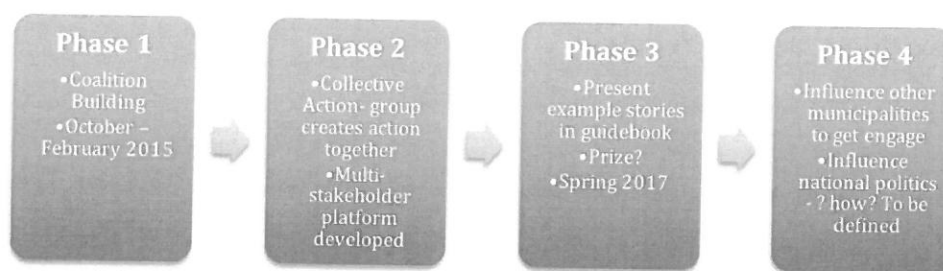 Phase 1
•Coalition
Building
•October –
February 2015
Phase 2
•Collective
Action- group
creates action
together
•Multi-
stakeholder
platform
developed
Phase 3
•Present
example stories
in guidebook
•Prize?
•Spring 2017
Phase 4
•Influence other
municipalities
to get engage
•Influence
national politics
- ? how? To be
defined